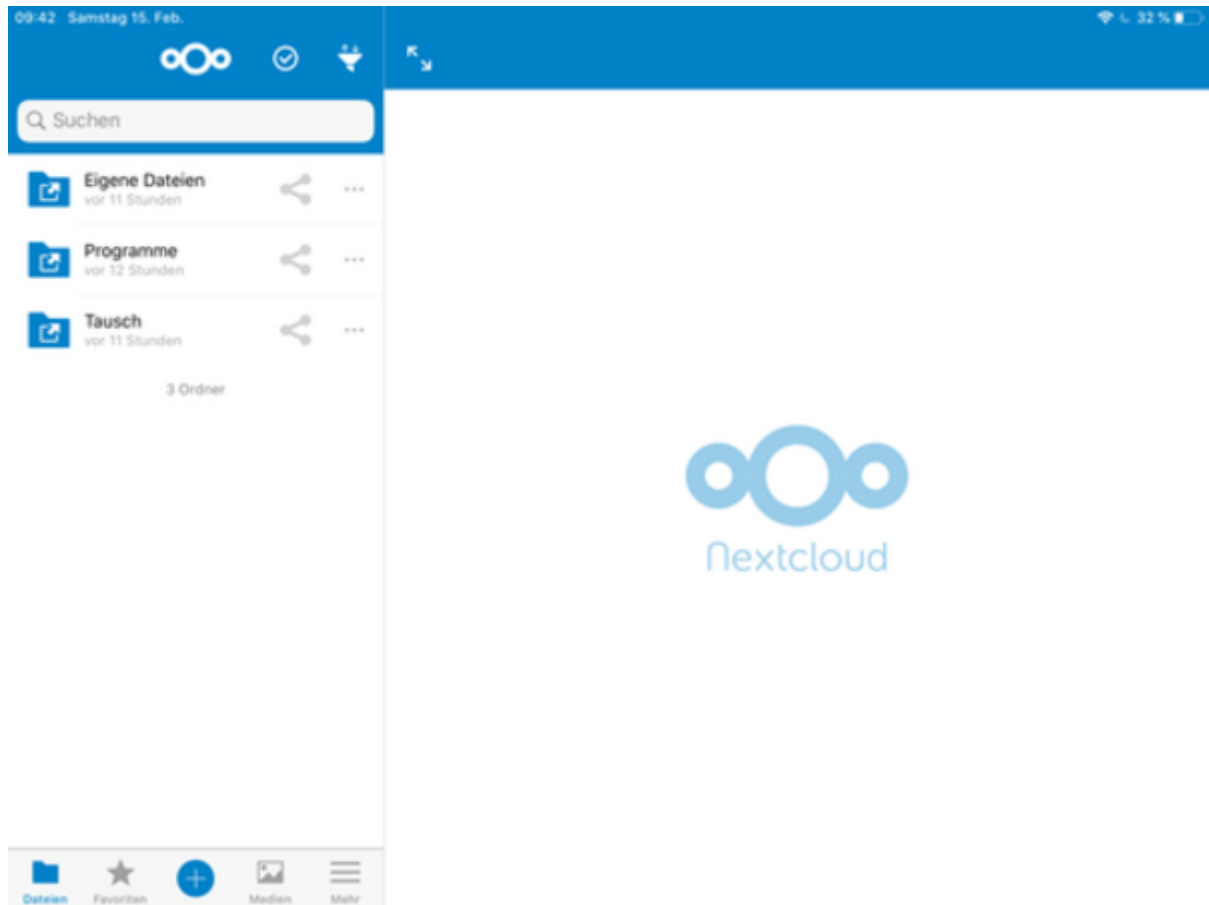 09:42 Samstag 15. Feb.
32 %
Suchen
Eigene Dateien
vor 11 Stunden
Programme
vor 12 Stunden
Tausch
vor 11 Stunden
3 Ordner
Nextcloud
Dateien
Favoriten
Medien
Mehr